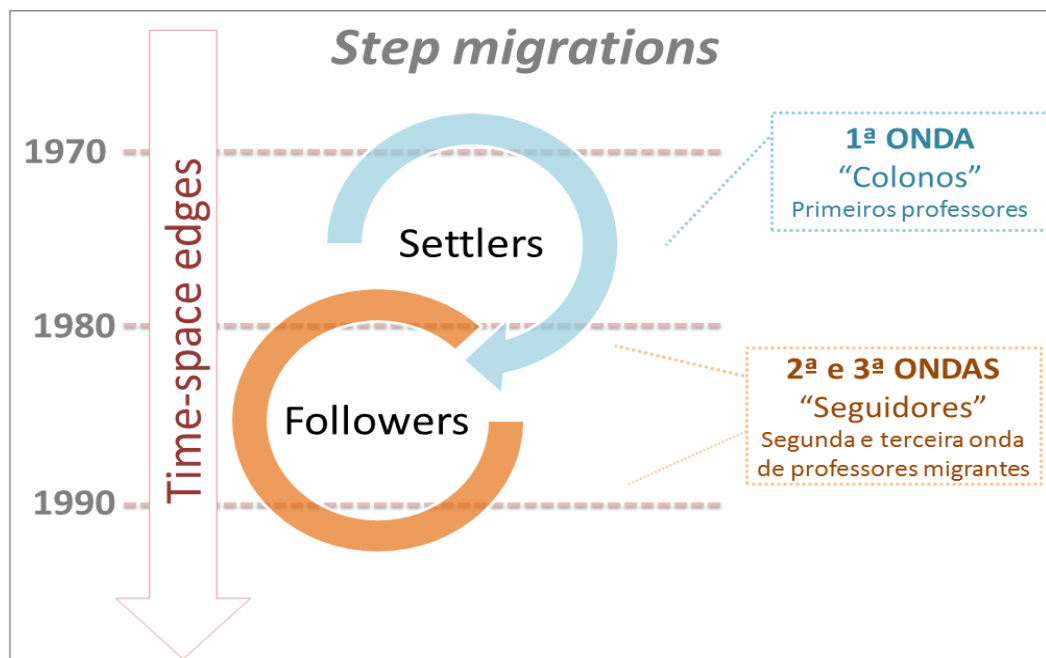 Step migrations
Time-space edges
1970
1980
1990
Settlers
Followers
1ª ONDA
“Colonos”
Primeiros professores
2ª e 3ª ONDAS
“Seguidores”
Segunda e terceira onda
de professores migrantes